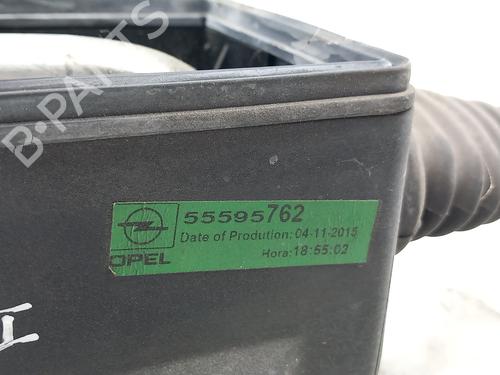 B-PARTS
55595762
Date of Prodution: 04-11-2015
OPEL
Hora: 18:55:02